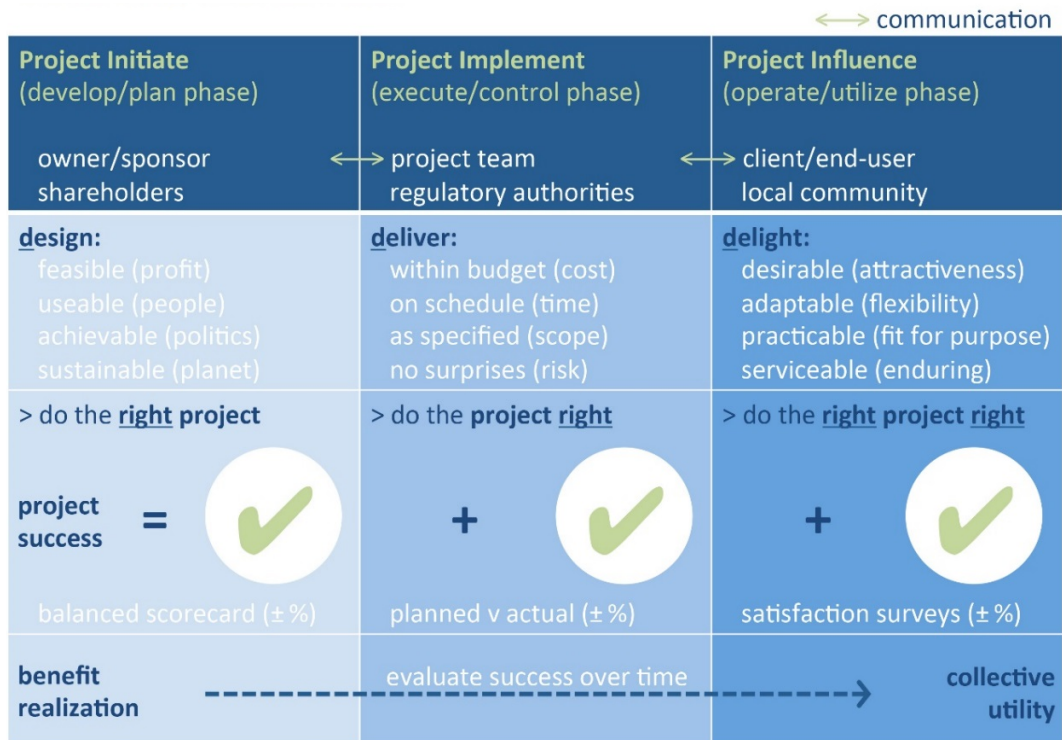 communication
Project Initiate
(develop/plan phase)
owner/sponsor
shareholders
Project Implement
(execute/control phase)
project team
regulatory authorities
Project Influence
(operate/utilize phase)
client/end-user
local community
design:
feasible (profit)
useable (people)
achievable (politics)
sustainable (planet)
deliver:
within budget (cost)
on schedule (time)
as specified (scope)
no surprises (risk)
delight:
desirable (attractiveness)
adaptable (flexibility)
practicable (fit for purpose)
serviceable (enduring)
> do the right project
> do the project right
> do the right project right
project
success
=
+
+
balanced scorecard (± %)
planned v actual (± %)
satisfaction surveys (± %)
benefit
realization
evaluate success over time
collective
utility